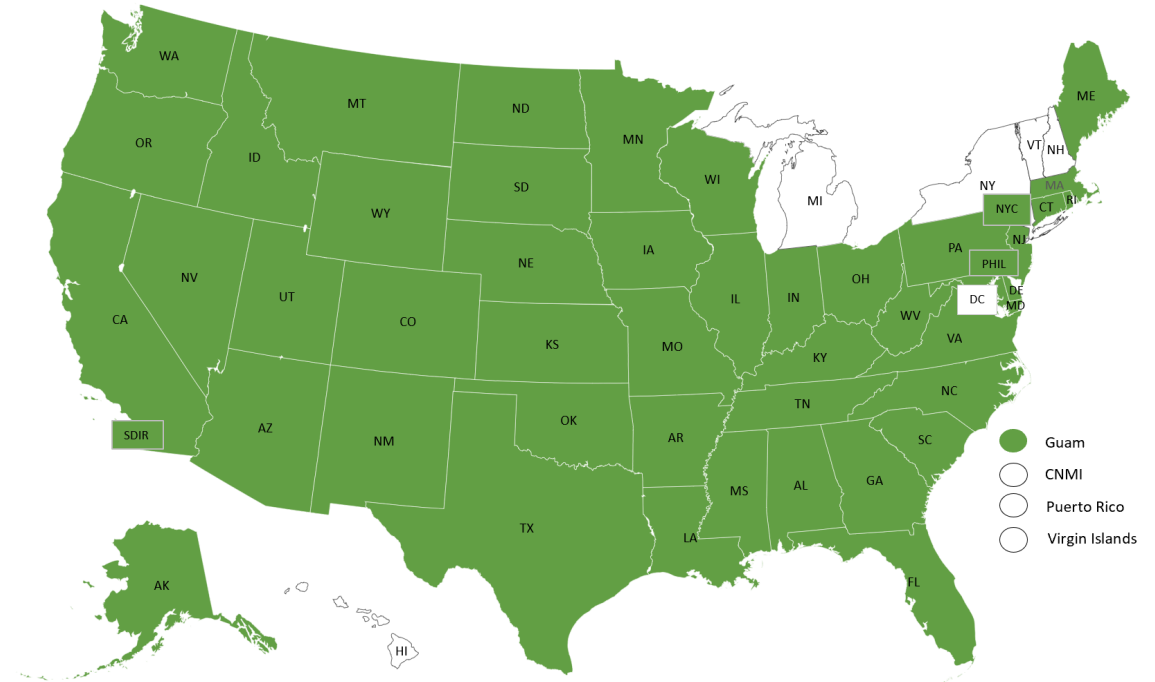 WA
MT
ND
MN
ME
OR
ID
SD
WI
VT
NH
NY
MA
MI
WY
NYC
CT
RI
NV
NE
IA
PA
NJ
UT
IL
IN
OH
PHIL
CA
CO
KS
MO
WV
DC
DE
MD
KY
VA
TN
NC
SDIR
AZ
NM
OK
AR
SC
Guam
MS
AL
GA
CNMI
TX
LA
Puerto Rico
Virgin Islands
AK
FL
HI